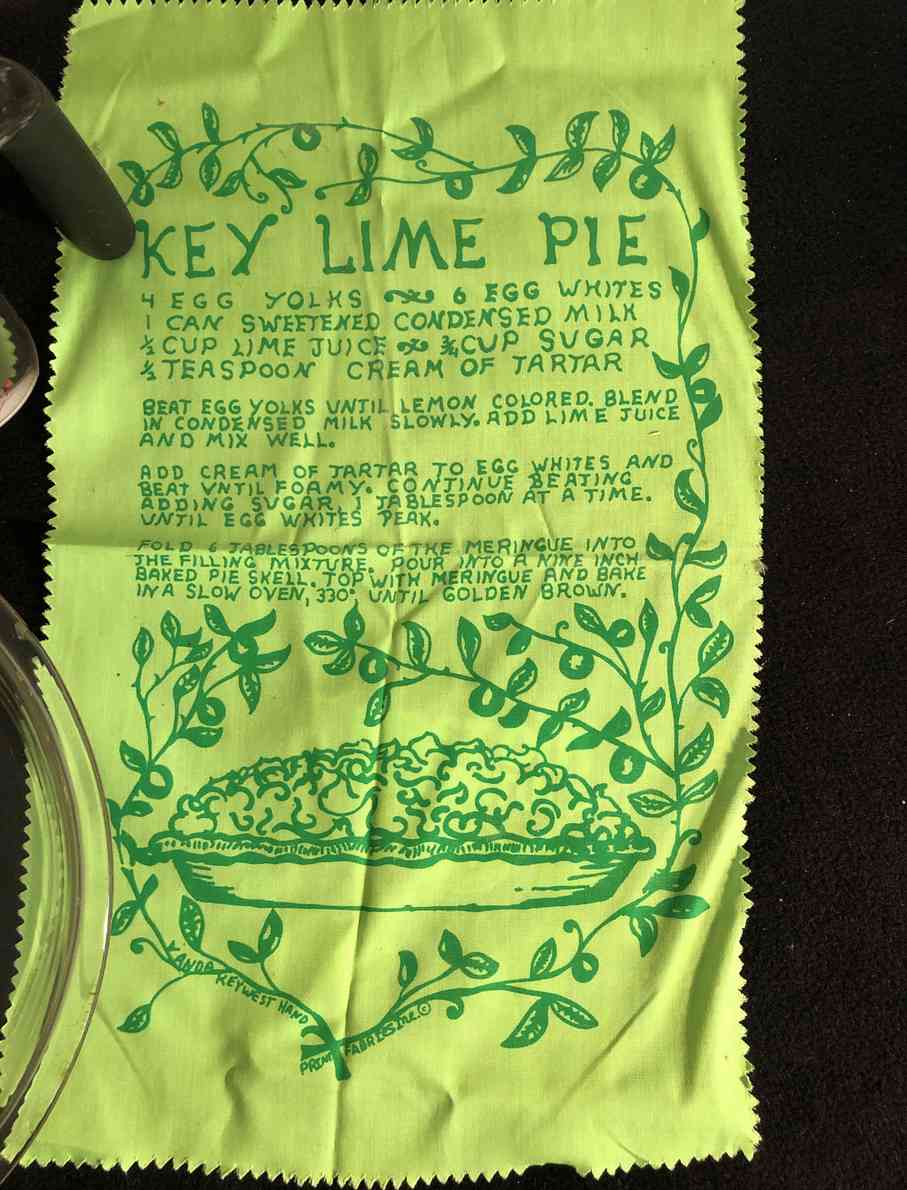 KEY LIME PIE
4 EGG YOLKS 6 EGG WHITES
1 CAN SWEETENED CONDENSED MILK
½ CUP LIME JUICE ¾ CUP SUGAR
½ TEASPOON CREAM OF TARTAR
BEAT EGG YOLKS UNTIL LEMON COLORED. BLEND
IN CONDENSED MILK SLOWLY. ADD LIME JUICE
AND MIX WELL.
ADD CREAM OF TARTAR TO EGG WHITES AND
BEAT UNTIL FOAMY. CONTINUE BEATING,
ADDING SUGAR, 1 TABLESPOON AT A TIME.
UNTIL EGG WHITES PEAK.
FOLD 6 TABLESPOONS OF THE MERINGUE INTO
THE FILLING MIXTURE. POUR INTO A NINE INCH
BAKED PIE SHELL. TOP WITH MERINGUE AND BAKE
IN A SLOW OVEN, 330° UNTIL GOLDEN BROWN.
KEY WEST HAND
PRINT FABRICS INC. ©